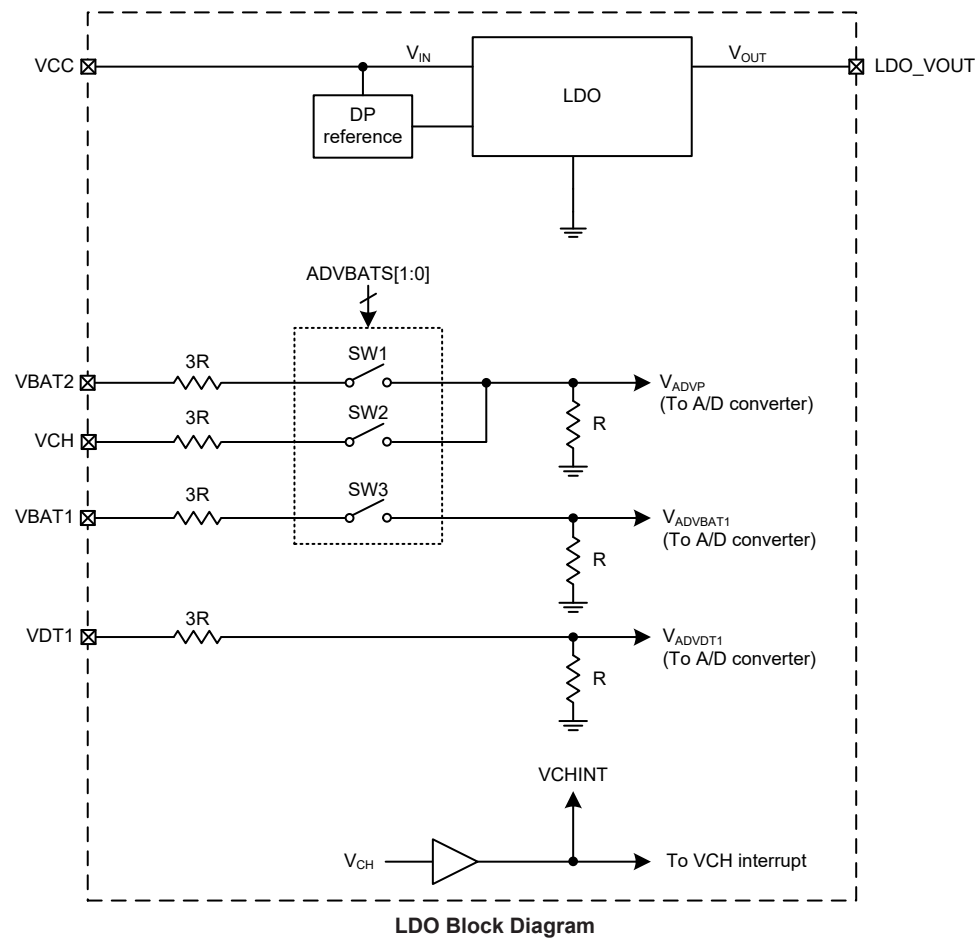 VCC
V_IN
V_OUT
LDO_VOUT
LDO
DP
reference
ADVBATS[1:0]
3R
SW1
VBAT2
V_ADVP
(To A/D converter)
3R
SW2
VCH
R
3R
SW3
VBAT1
V_ADVBAT1
(To A/D converter)
R
3R
VDT1
V_ADVDT1
(To A/D converter)
R
VCHINT
V_CH
To VCH interrupt
LDO Block Diagram